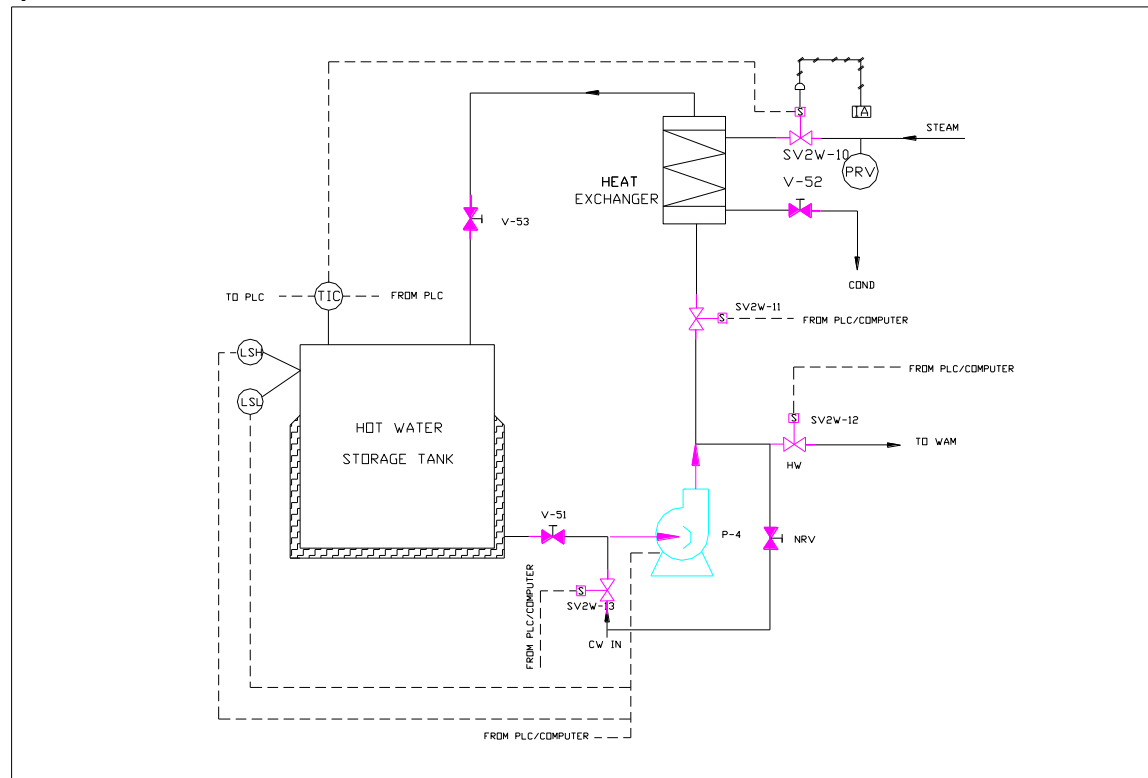 S
IA
STEAM
SV2W-10
PRV
HEAT
EXCHANGER
V-52
V-53
COND
TO PLC
TIC
FROM PLC
SV2W-11
S
FROM PLC/COMPUTER
LSH
LSL
FROM PLC/COMPUTER
S
SV2W-12
HOT WATER
STORAGE TANK
TO WAM
HW
V-51
P-4
NRV
S
SV2W-13
FROM PLC/COMPUTER
CW IN
FROM PLC/COMPUTER